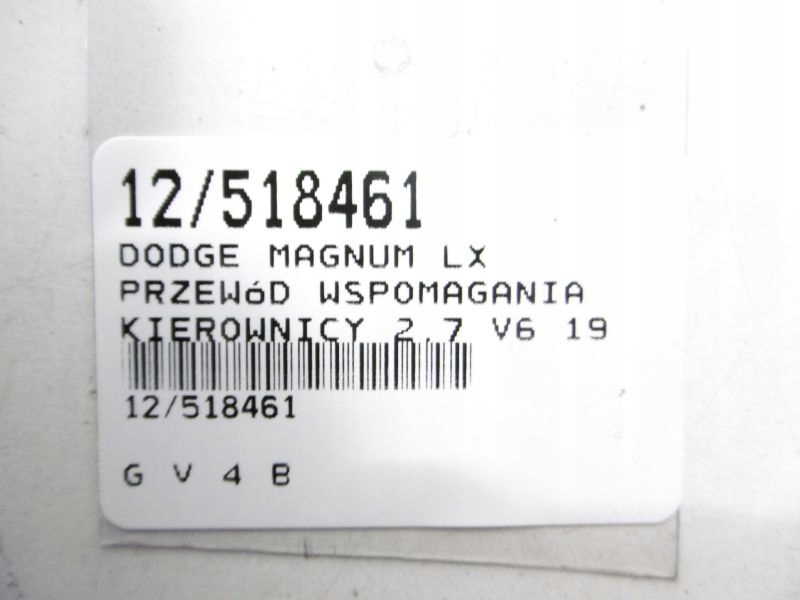 12/518461
DODGE MAGNUM LX
PRZEWóD WSPOMAGANIA
KIEROWNICY 2.7 V6 19
12/518461
G V 4 B